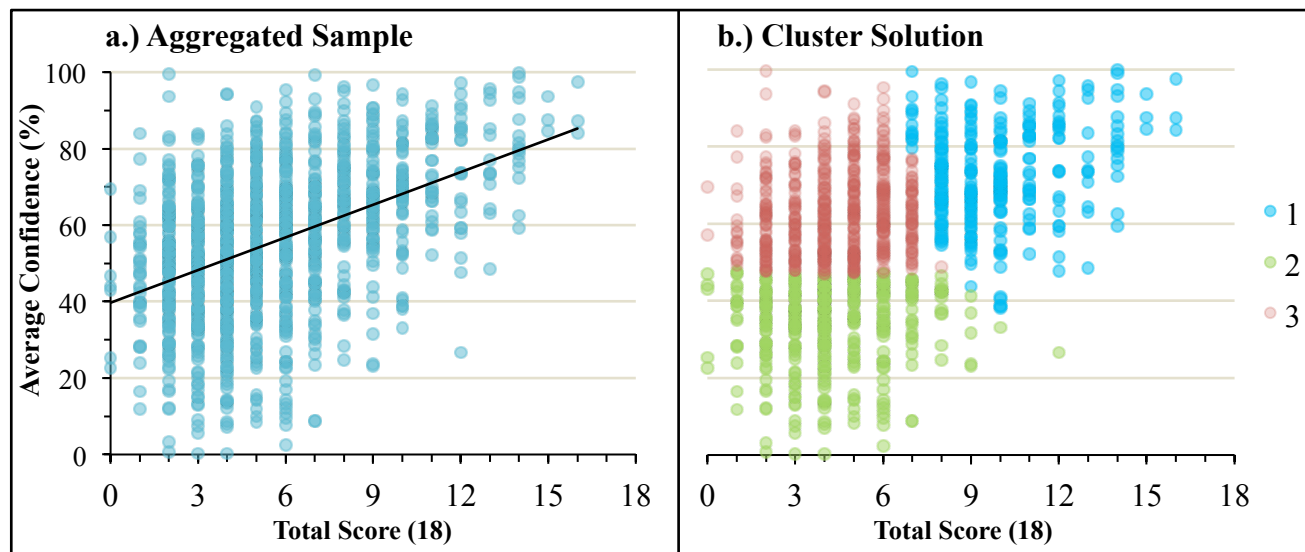 a.) Aggregated Sample
Average Confidence (%)
100
80
60
40
20
0
0 3 6 9 12 15 18
Total Score (18)
b.) Cluster Solution
0 3 6 9 12 15 18
Total Score (18)
1
2
3